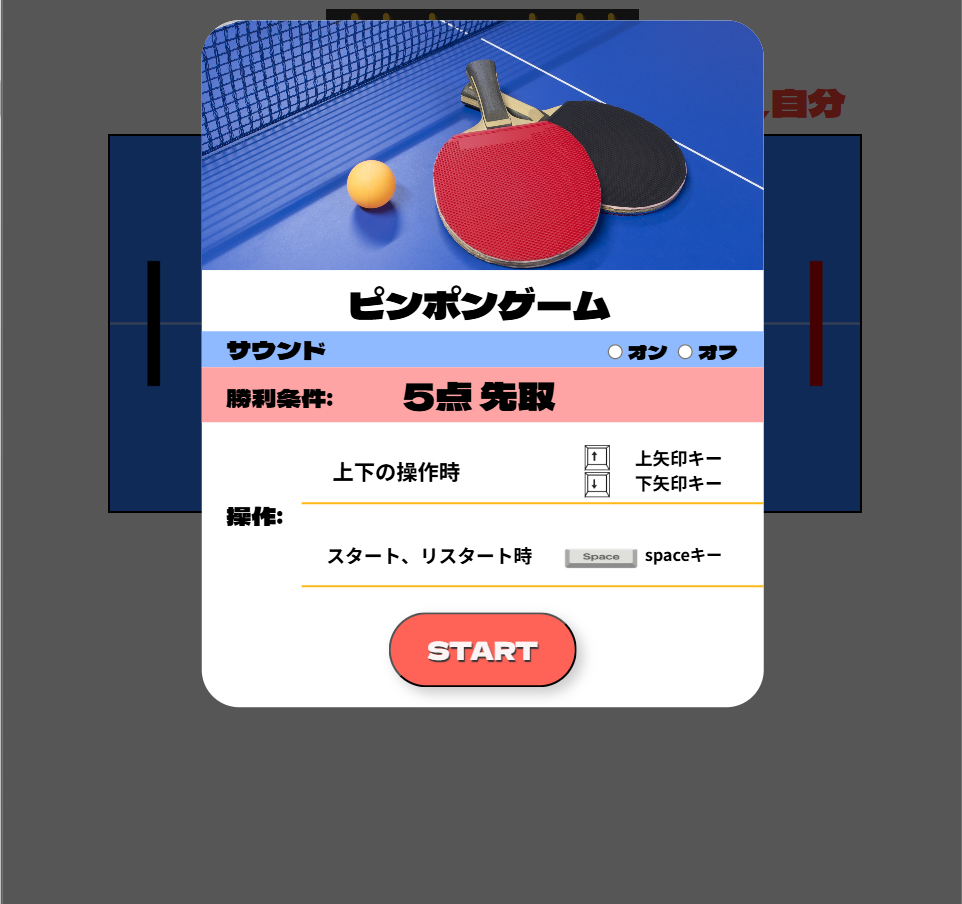 自分
ピンポンゲーム
サウンド オン オフ
勝利条件: 5点 先取
上下の操作時 ↑ 上矢印キー
↓ 下矢印キー
操作:
スタート、リスタート時 Space spaceキー
START